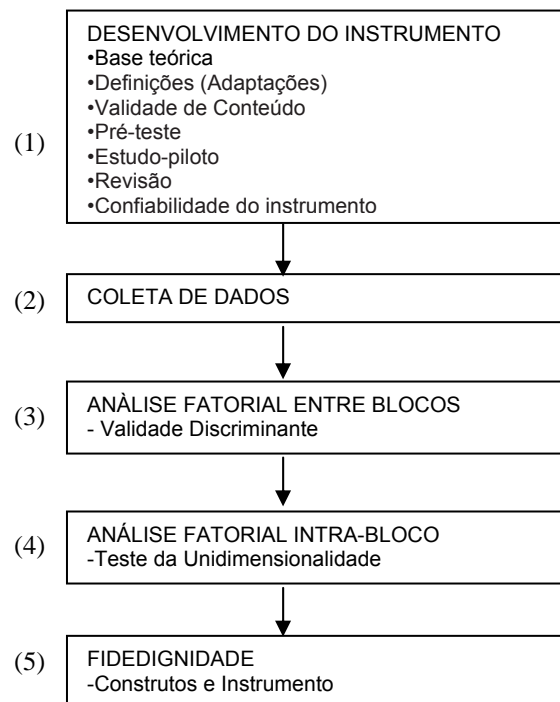 DESENVOLVIMENTO DO INSTRUMENTO
•Base teórica
•Definições (Adaptações)
•Validade de Conteúdo
(1) •Pré-teste
•Estudo-piloto
•Revisão
•Confiabilidade do instrumento
(2) COLETA DE DADOS
ANÀLISE FATORIAL ENTRE BLOCOS
(3) - Validade Discriminante
ANÁLISE FATORIAL INTRA-BLOCO
(4) -Teste da Unidimensionalidade
(5) FIDEDIGNIDADE
-Construtos e Instrumento